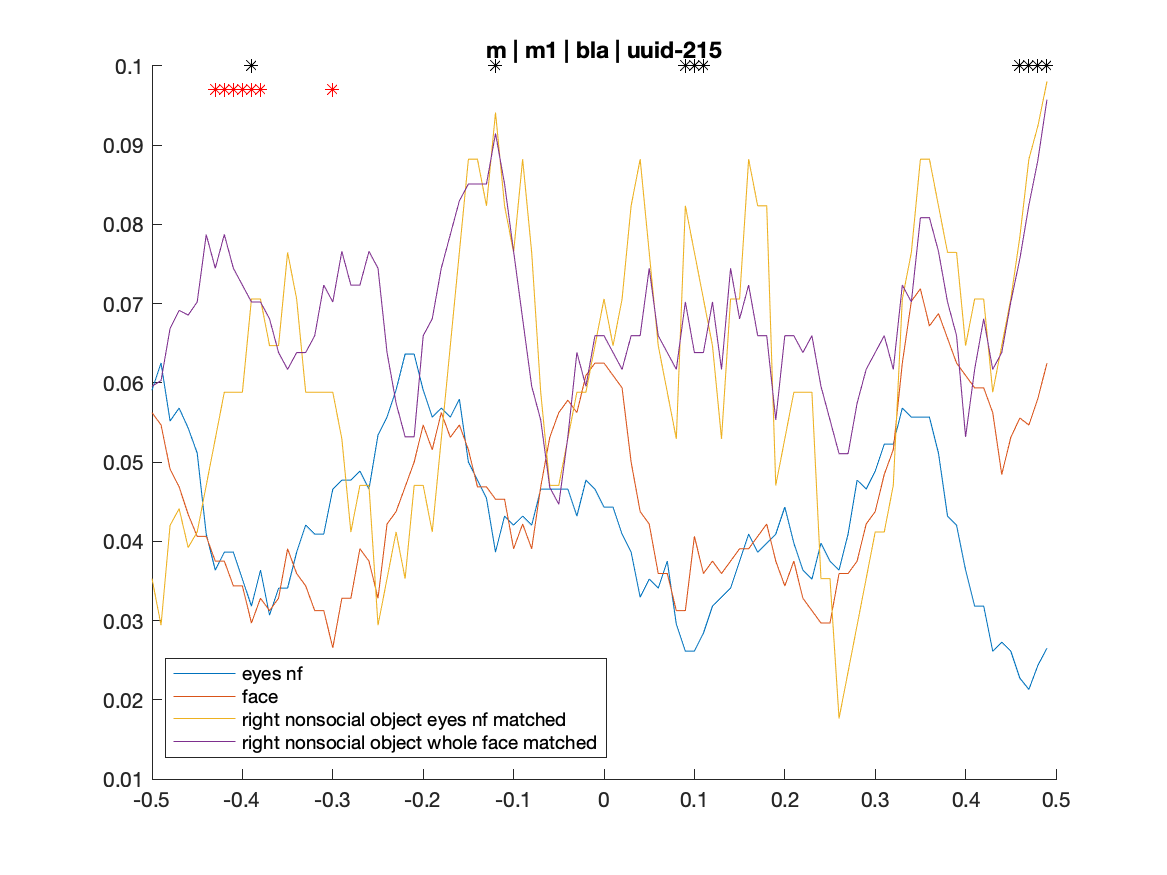 m | m1 | bla | uuid-215
0.1
0.09
0.08
0.07
0.06
0.05
0.04
0.03
0.02
0.01
eyes nf
face
right nonsocial object eyes nf matched
right nonsocial object whole face matched
-0.5 -0.4 -0.3 -0.2 -0.1 0 0.1 0.2 0.3 0.4 0.5